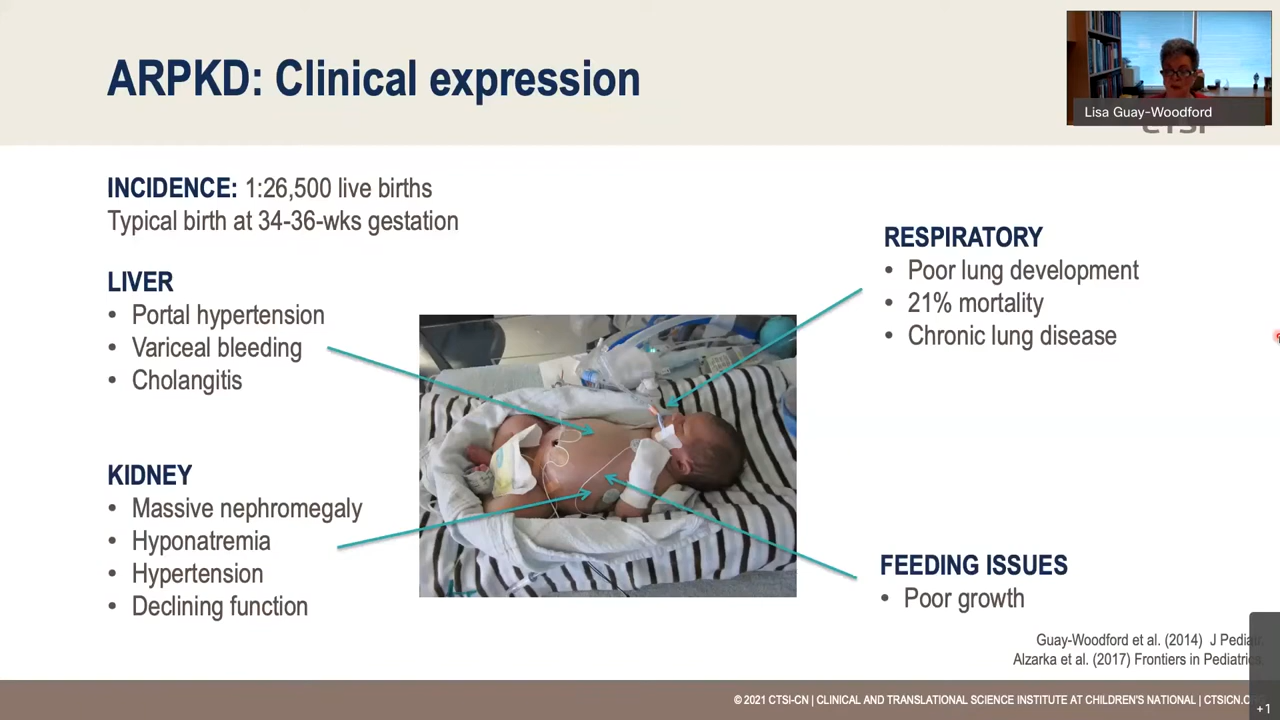 ARPKD: Clinical expression
Lisa Guay-Woodford
INCIDENCE: 1:26,500 live births
Typical birth at 34-36-wks gestation
LIVER
• Portal hypertension
• Variceal bleeding
• Cholangitis
KIDNEY
• Massive nephromegaly
• Hyponatremia
• Hypertension
• Declining function
RESPIRATORY
• Poor lung development
• 21% mortality
• Chronic lung disease
FEEDING ISSUES
• Poor growth
Guay-Woodford et al. (2014) J Pediatr.
Alzarka et al. (2017) Frontiers in Pediatrics
© 2021 CTSI-CN | CLINICAL AND TRANSLATIONAL SCIENCE INSTITUTE AT CHILDREN'S NATIONAL |
+1